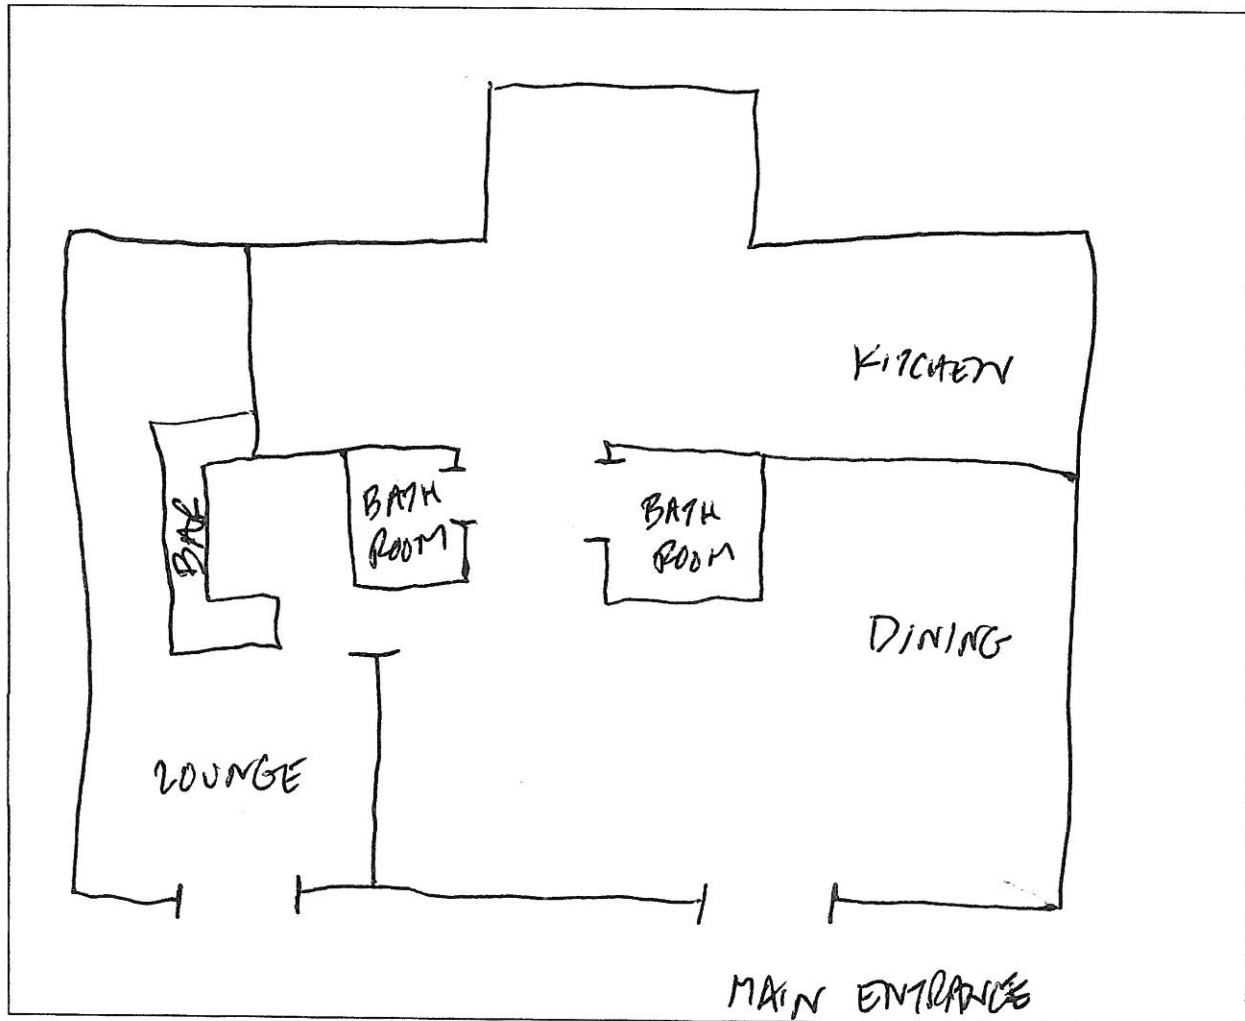 KITCHEN
BATH
ROOM
BATH
ROOM
BAR
DINING
LOUNGE
MAIN ENTRANCE